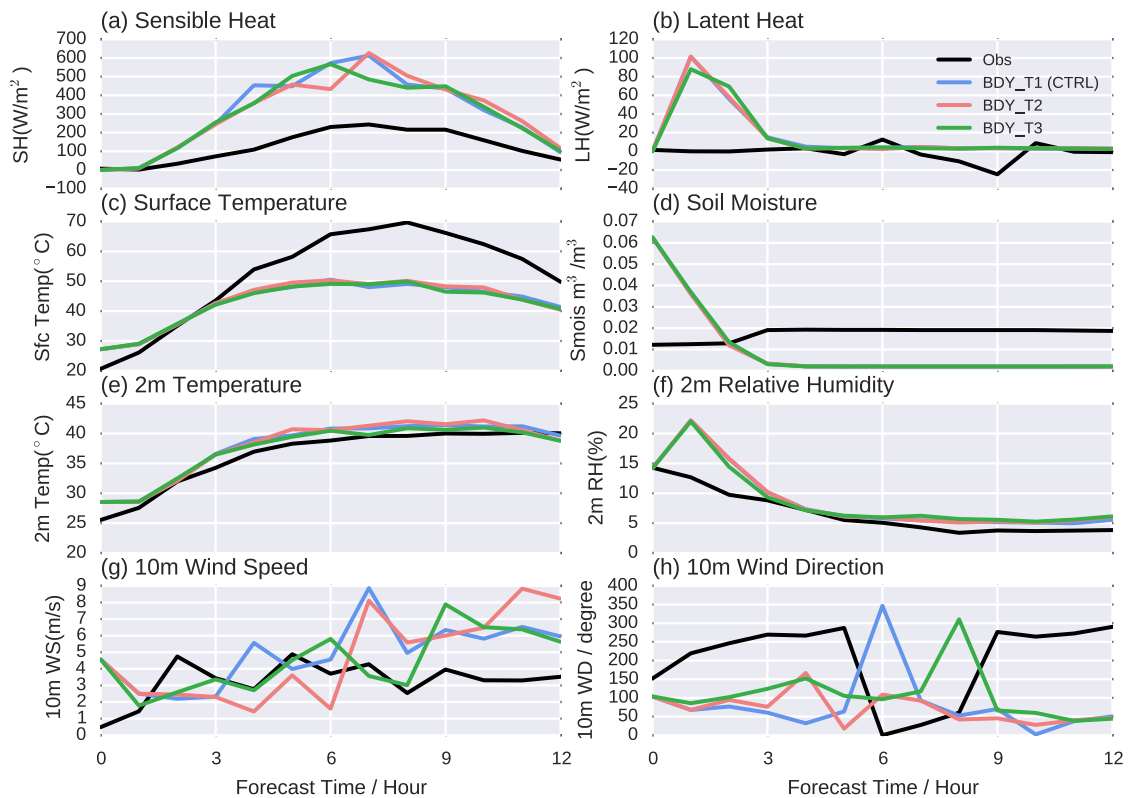 (a) Sensible Heat
SH(W/m² )
700
600
500
400
300
200
100
0
−100
(b) Latent Heat
LH(W/m² )
120
100
80
60
40
20
0
−20
−40
Obs
BDY_T1 (CTRL)
BDY_T2
BDY_T3
(c) Surface Temperature
Sfc Temp(°C)
70
60
50
40
30
20
(d) Soil Moisture
Smois m³ /m³
0.07
0.06
0.05
0.04
0.03
0.02
0.01
0.00
(e) 2m Temperature
2m Temp(°C)
45
40
35
30
25
20
(f) 2m Relative Humidity
2m RH(%)
25
20
15
10
5
0
(g) 10m Wind Speed
10m WS(m/s)
9
8
7
6
5
4
3
2
1
0
0 3 6 9 12
Forecast Time / Hour
(h) 10m Wind Direction
10m WD / degree
400
350
300
250
200
150
100
50
0
0 3 6 9 12
Forecast Time / Hour